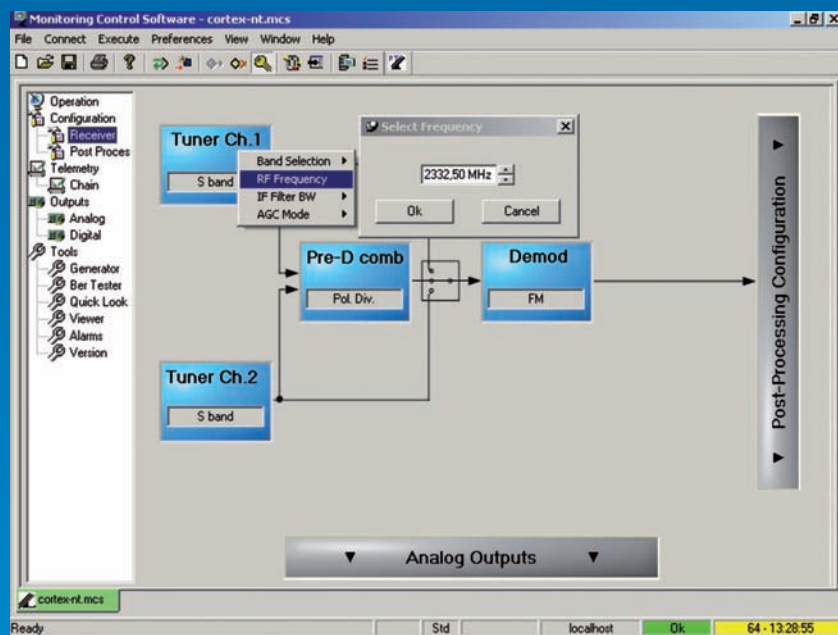 Monitoring Control Software - cortex-nt.mcs
File Connect Execute Preferences View Window Help
Operation
Configuration
Receiver
Post Proces
Telemetry
Chain
Outputs
Analog
Digital
Tools
Generator
Ber Tester
Quick Look
Viewer
Alarms
Version
Tuner Ch.1
S band
Band Selection
RF Frequency
IF Filter BW
AGC Mode
Select Frequency
2332,50 MHz
Ok Cancel
Pre-D comb
Pol. Div.
Demod
FM
Tuner Ch.2
S band
Post-Processing Configuration
Analog Outputs
cortex-nt.mcs
Ready Std localhost Ok 64 - 13:28:55